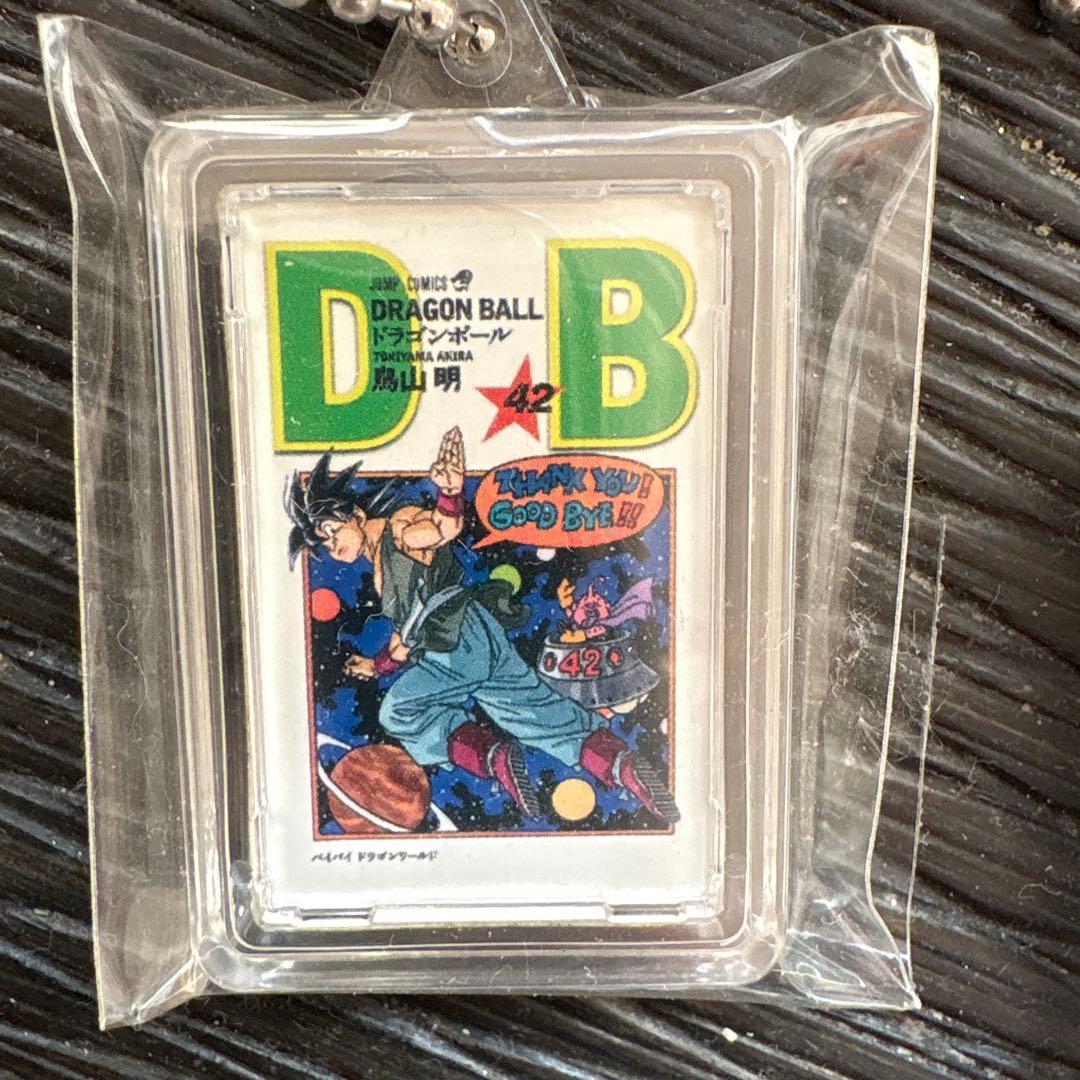 D B
JUMP COMICS
DRAGON BALL
ドラゴンボール
TORIYAMA AKIRA
鳥山 明
42
THANK YOU!
GOOD BYE!!
42
バイバイ ドラゴンワールド